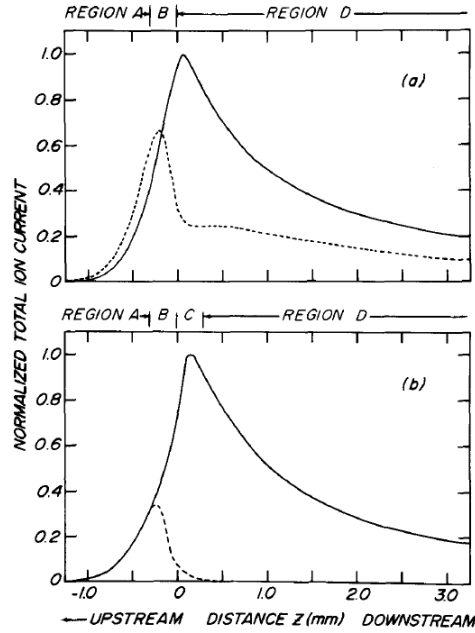 REGION A B REGION D
1.0
0.8
0.6
0.4
0.2
0
(a)
REGION A B C REGION D
1.0
0.8
0.6
0.4
0.2
0
(b)
-1.0 0 1.0 2.0 3.0
UPSTREAM DISTANCE Z (mm) DOWNSTREAM
NORMALIZED TOTAL ION CURRENT